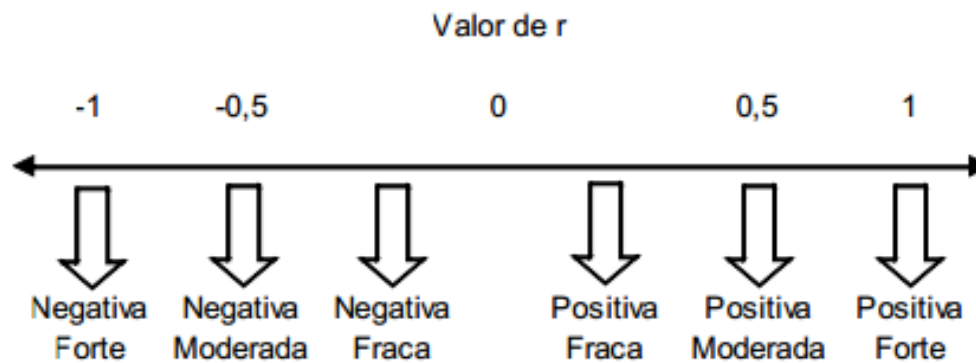 Valor de r
-1 -0,5 0 0,5 1
Negativa Negativa Negativa Positiva Positiva Positiva
Forte Moderada Fraca Fraca Moderada Forte